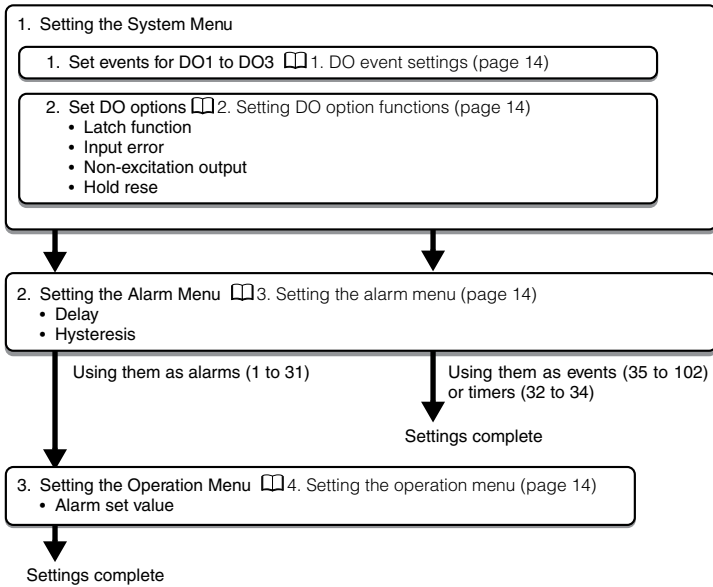 1. Setting the System Menu
1. Set events for DO1 to DO3 1. DO event settings (page 14)
2. Set DO options 2. Setting DO option functions (page 14)
• Latch function
• Input error
• Non-excitation output
• Hold rese
2. Setting the Alarm Menu 3. Setting the alarm menu (page 14)
• Delay
• Hysteresis
Using them as alarms (1 to 31)
Using them as events (35 to 102)
or timers (32 to 34)
Settings complete
3. Setting the Operation Menu 4. Setting the operation menu (page 14)
• Alarm set value
Settings complete